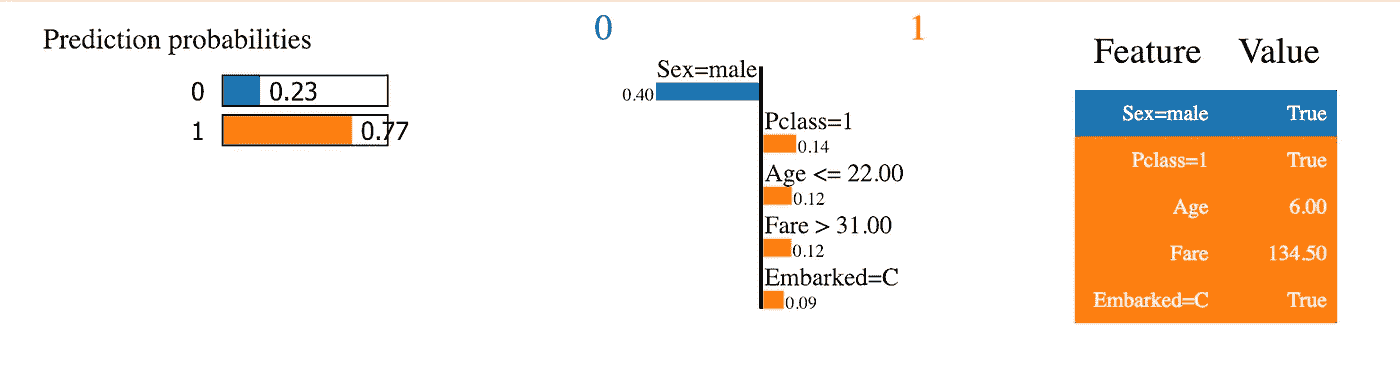 Prediction probabilities
0 0.23
1 0.77
0 1
Sex=male
0.40
Pclass=1
0.14
Age <= 22.00
0.12
Fare > 31.00
0.12
Embarked=C
0.09
Feature Value
Sex=male True
Pclass=1 True
Age 6.00
Fare 134.50
Embarked=C True